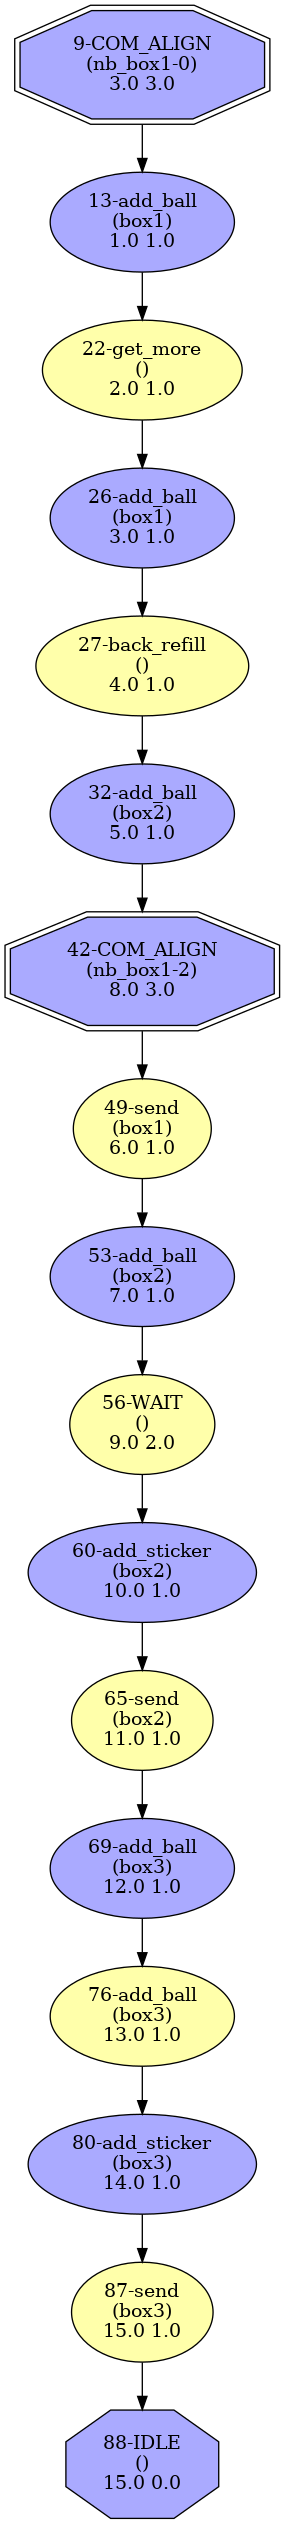 9-COM_ALIGN
(nb_box1-0)
3.0 3.0
13-add_ball
(box1)
1.0 1.0
22-get_more
()
2.0 1.0
26-add_ball
(box1)
3.0 1.0
27-back_refill
()
4.0 1.0
32-add_ball
(box2)
5.0 1.0
42-COM_ALIGN
(nb_box1-2)
8.0 3.0
49-send
(box1)
6.0 1.0
53-add_ball
(box2)
7.0 1.0
56-WAIT
()
9.0 2.0
60-add_sticker
(box2)
10.0 1.0
65-send
(box2)
11.0 1.0
69-add_ball
(box3)
12.0 1.0
76-add_ball
(box3)
13.0 1.0
80-add_sticker
(box3)
14.0 1.0
87-send
(box3)
15.0 1.0
88-IDLE
()
15.0 0.0